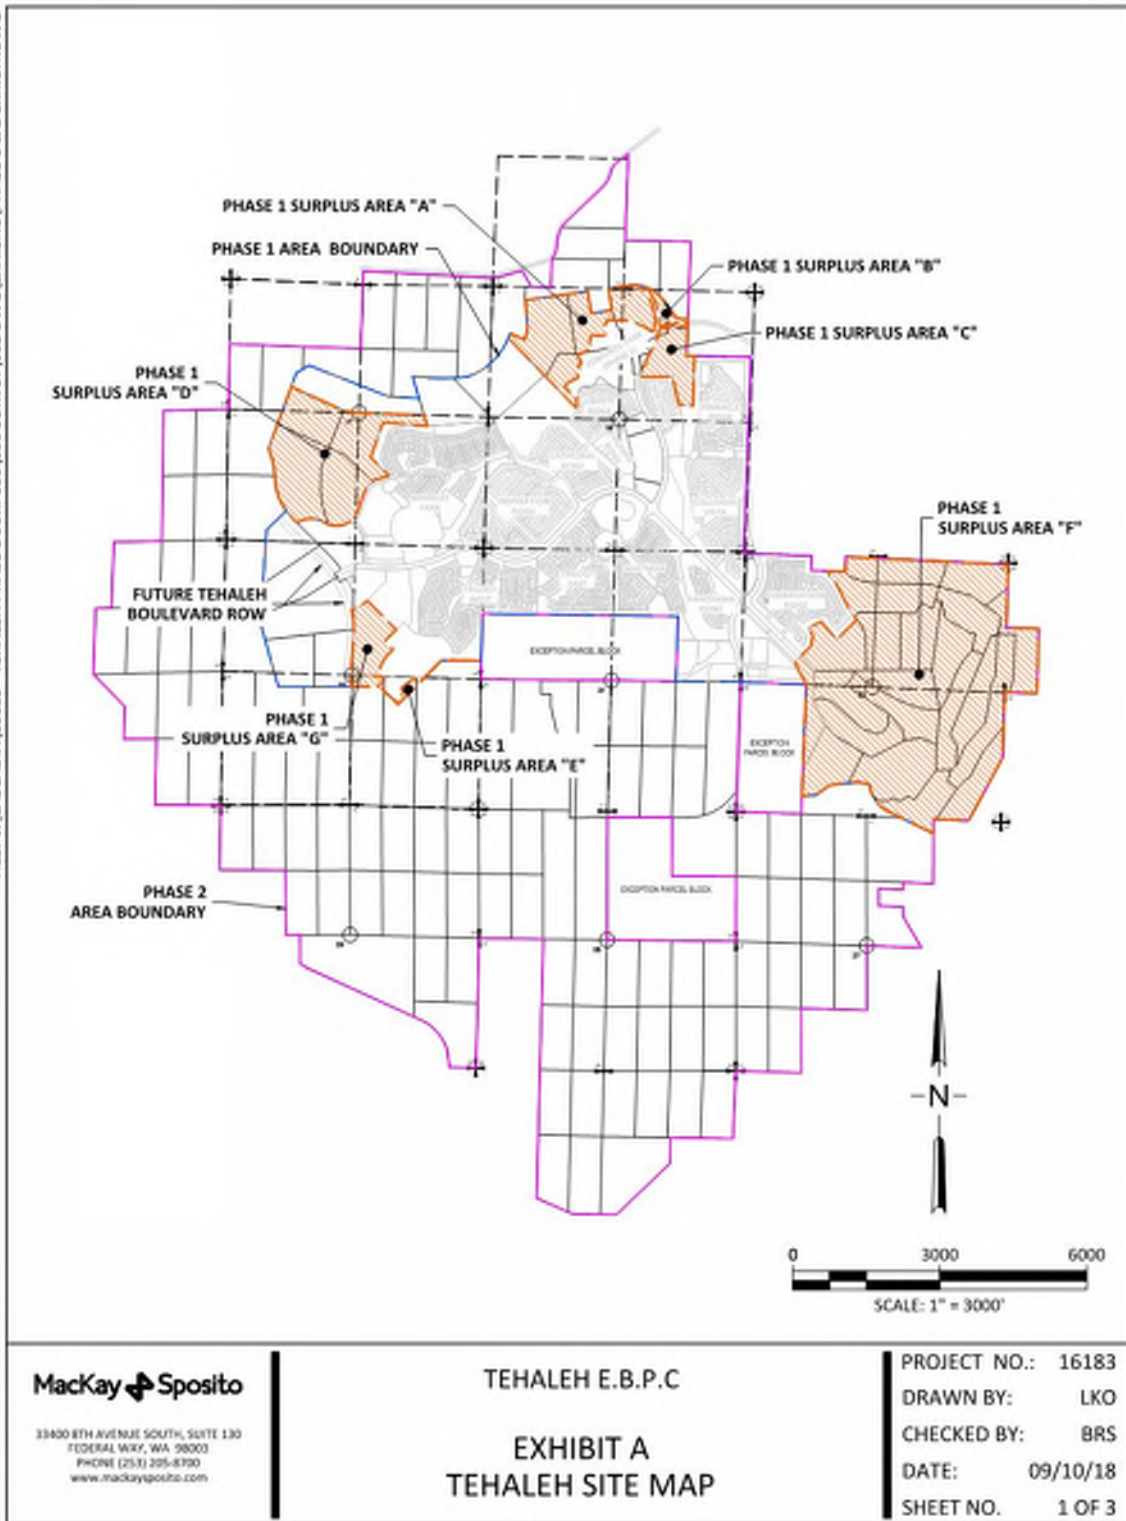 PHASE 1 SURPLUS AREA "A"
PHASE 1 AREA BOUNDARY
PHASE 1 SURPLUS AREA "B"
PHASE 1 SURPLUS AREA "C"
PHASE 1
SURPLUS AREA "D"
PHASE 1
SURPLUS AREA "F"
FUTURE TEHALEH
BOULEVARD ROW
EXCEPTION PARCEL BLOCK
PHASE 1
SURPLUS AREA "G"
PHASE 1
SURPLUS AREA "E"
EXCEPTION
PARCEL BLOCK
EXCEPTION PARCEL BLOCK
PHASE 2
AREA BOUNDARY
N
0 3000 6000
SCALE: 1" = 3000'
MacKay Sposito
33400 8TH AVENUE SOUTH, SUITE 130
FEDERAL WAY, WA 98003
PHONE (253) 205-8700
www.mackaysposito.com
TEHALEH E.B.P.C
EXHIBIT A
TEHALEH SITE MAP
PROJECT NO.: 16183
DRAWN BY: LKO
CHECKED BY: BRS
DATE: 09/10/18
SHEET NO. 1 OF 3